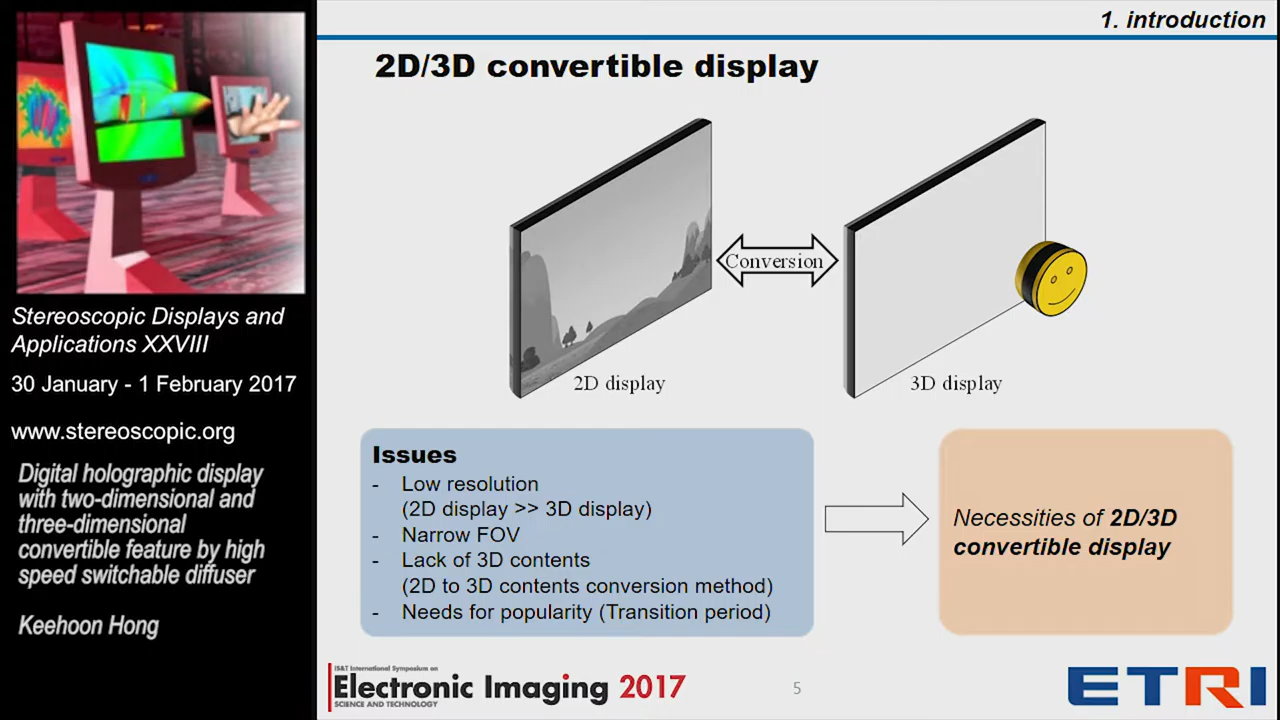 Stereoscopic Displays and
Applications XXVIII
30 January - 1 February 2017
www.stereoscopic.org
Digital holographic display
with two-dimensional and
three-dimensional
convertible feature by high
speed switchable diffuser
Keehoon Hong
1. introduction
2D/3D convertible display
Conversion
2D display
3D display
Issues
- Low resolution
(2D display >> 3D display)
- Narrow FOV
- Lack of 3D contents
(2D to 3D contents conversion method)
- Needs for popularity (Transition period)
Necessities of 2D/3D
convertible display
IS&T International Symposium on
Electronic Imaging 2017
SCIENCE AND TECHNOLOGY
5
ETRI